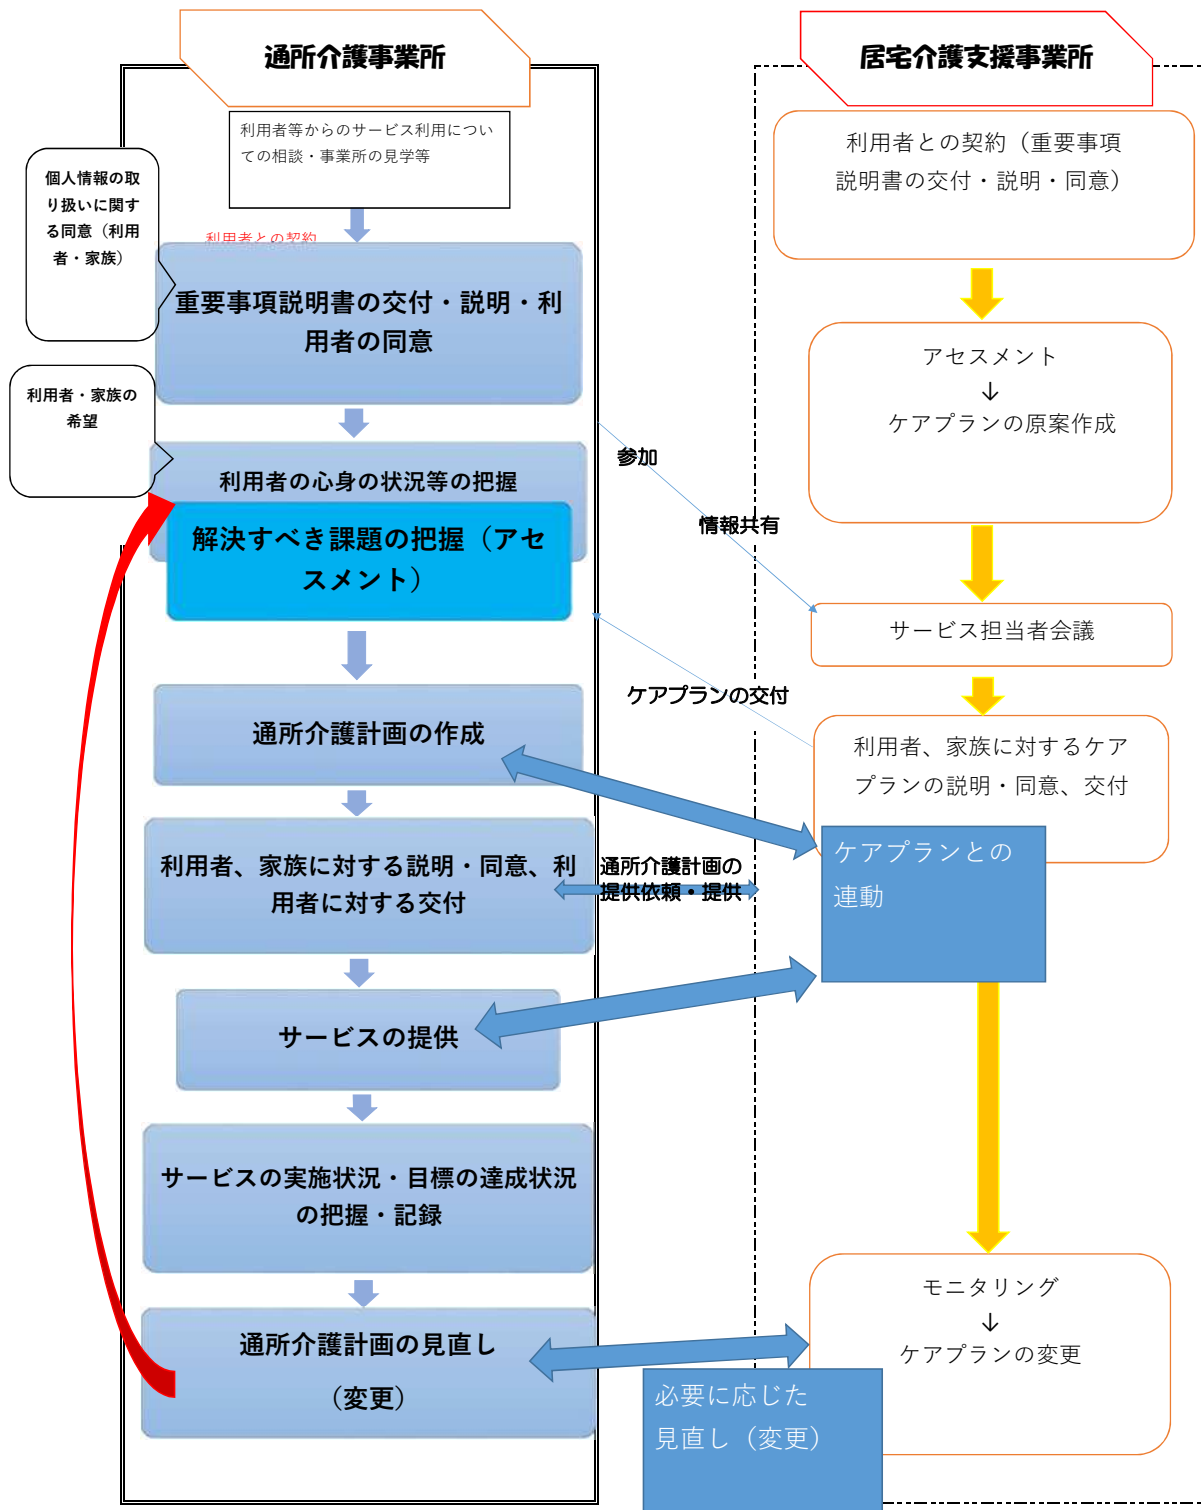 通所介護事業所
利用者等からのサービス利用につい
ての相談・事業所の見学等
個人情報の取
り扱いに関す
る同意（利用
者・家族）
利用者との契約
重要事項説明書の交付・説明・利
用者の同意
利用者・家族の
希望
利用者の心身の状況等の把握
解決すべき課題の把握（アセ
スメント）
通所介護計画の作成
利用者、家族に対する説明・同意、利
用者に対する交付
サービスの提供
サービスの実施状況・目標の達成状況
の把握・記録
通所介護計画の見直し
（変更）
参加
情報共有
ケアプランの交付
通所介護計画の
提供依頼・提供
居宅介護支援事業所
利用者との契約（重要事項
説明書の交付・説明・同意）
アセスメント
↓
ケアプランの原案作成
サービス担当者会議
利用者、家族に対するケア
プランの説明・同意、交付
ケアプランとの
連動
モニタリング
↓
ケアプランの変更
必要に応じた
見直し（変更）